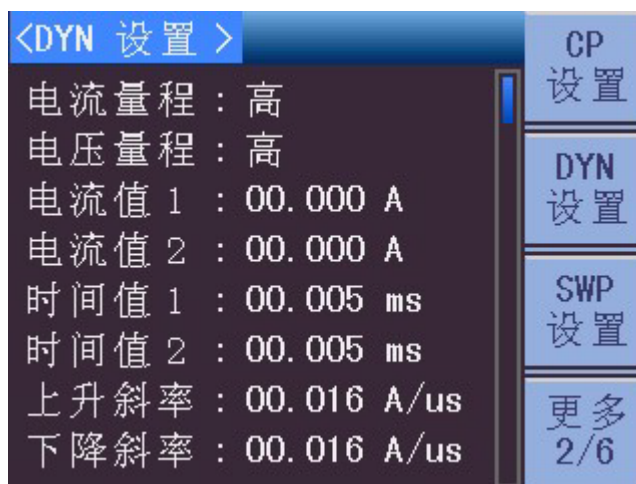 <DYN 设置 >
电流量程 : 高
电压量程 : 高
电流值 1 : 00.000 A
电流值 2 : 00.000 A
时间值 1 : 00.005 ms
时间值 2 : 00.005 ms
上升斜率 : 00.016 A/us
下降斜率 : 00.016 A/us
CP
设置
DYN
设置
SWP
设置
更多
2/6